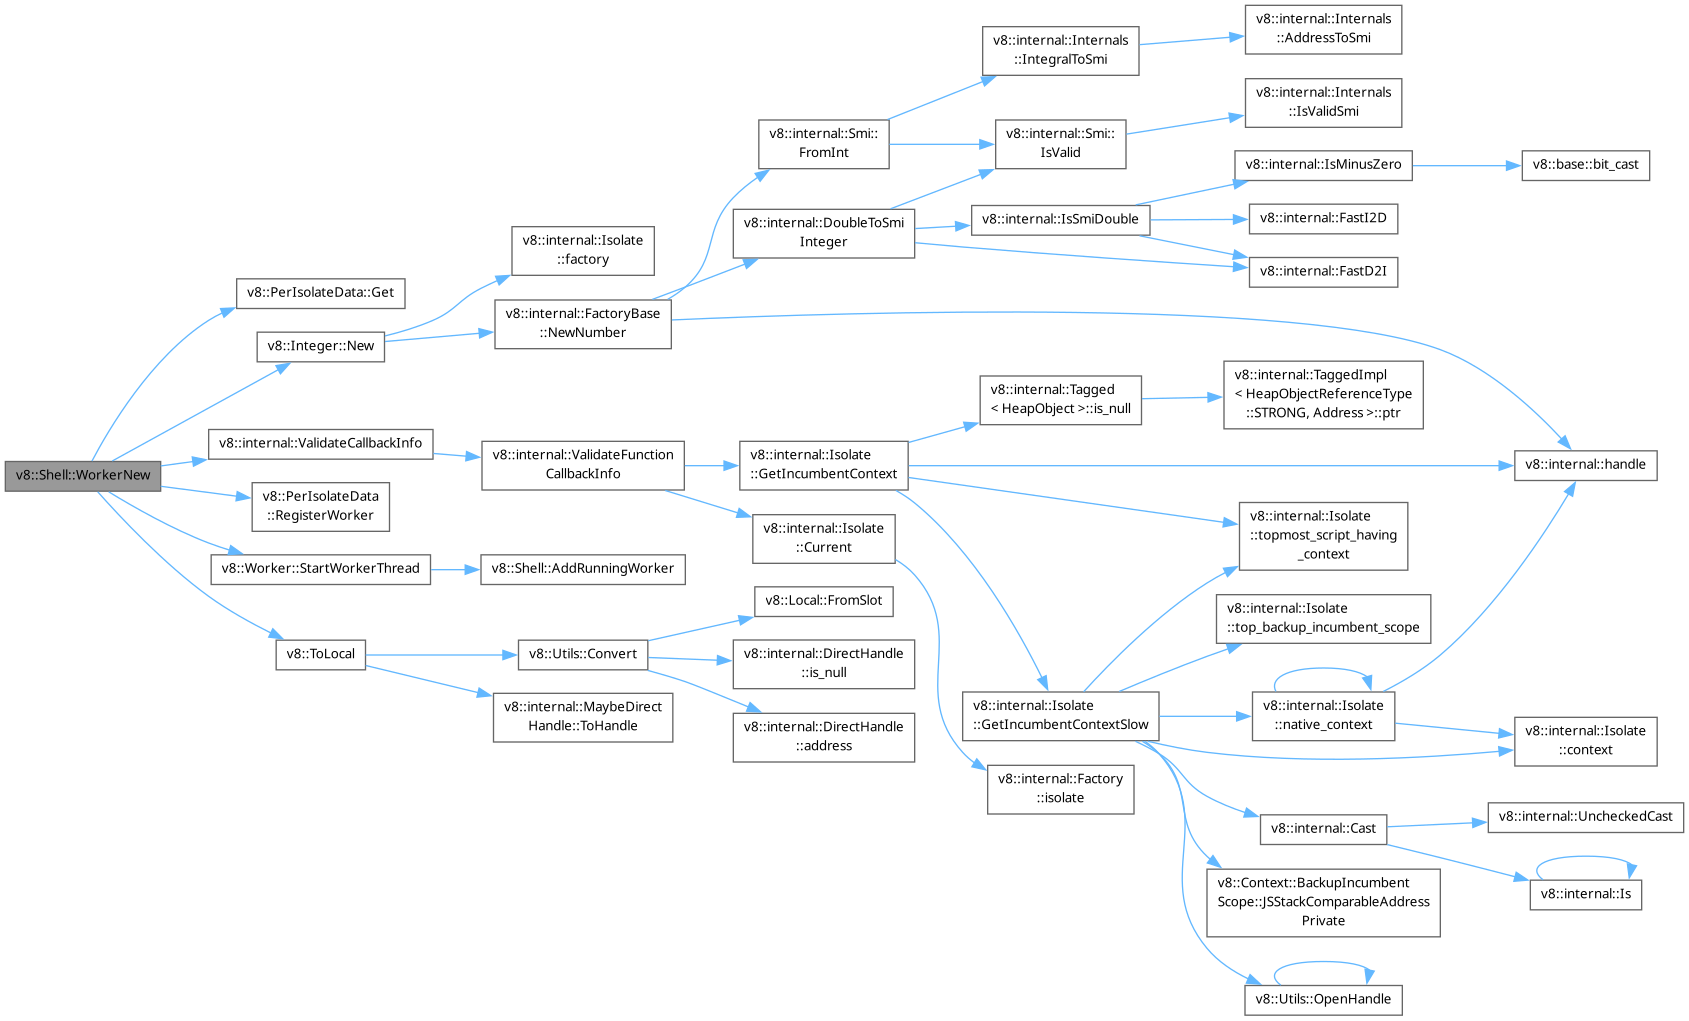 v8::Shell::WorkerNew
v8::PerIsolateData::Get
v8::Integer::New
v8::internal::ValidateCallbackInfo
v8::PerIsolateData
::RegisterWorker
v8::Worker::StartWorkerThread
v8::ToLocal
v8::internal::Isolate
::factory
v8::internal::FactoryBase
::NewNumber
v8::internal::ValidateFunction
CallbackInfo
v8::Shell::AddRunningWorker
v8::Utils::Convert
v8::internal::MaybeDirect
Handle::ToHandle
v8::internal::Smi::
FromInt
v8::internal::DoubleToSmi
Integer
v8::internal::Isolate
::GetIncumbentContext
v8::internal::Isolate
::Current
v8::Local::FromSlot
v8::internal::DirectHandle
::is_null
v8::internal::DirectHandle
::address
v8::internal::Internals
::IntegralToSmi
v8::internal::Smi::
IsValid
v8::internal::IsSmiDouble
v8::internal::Tagged
< HeapObject >::is_null
v8::internal::Isolate
::GetIncumbentContextSlow
v8::internal::Factory
::isolate
v8::internal::Internals
::AddressToSmi
v8::internal::Internals
::IsValidSmi
v8::internal::IsMinusZero
v8::internal::FastI2D
v8::internal::FastD2I
v8::internal::TaggedImpl
< HeapObjectReferenceType
::STRONG, Address >::ptr
v8::internal::Isolate
::topmost_script_having
_context
v8::internal::Isolate
::top_backup_incumbent_scope
v8::internal::Isolate
::native_context
v8::internal::Cast
v8::Context::BackupIncumbent
Scope::JSStackComparableAddress
Private
v8::Utils::OpenHandle
v8::base::bit_cast
v8::internal::handle
v8::internal::Isolate
::context
v8::internal::UncheckedCast
v8::internal::Is